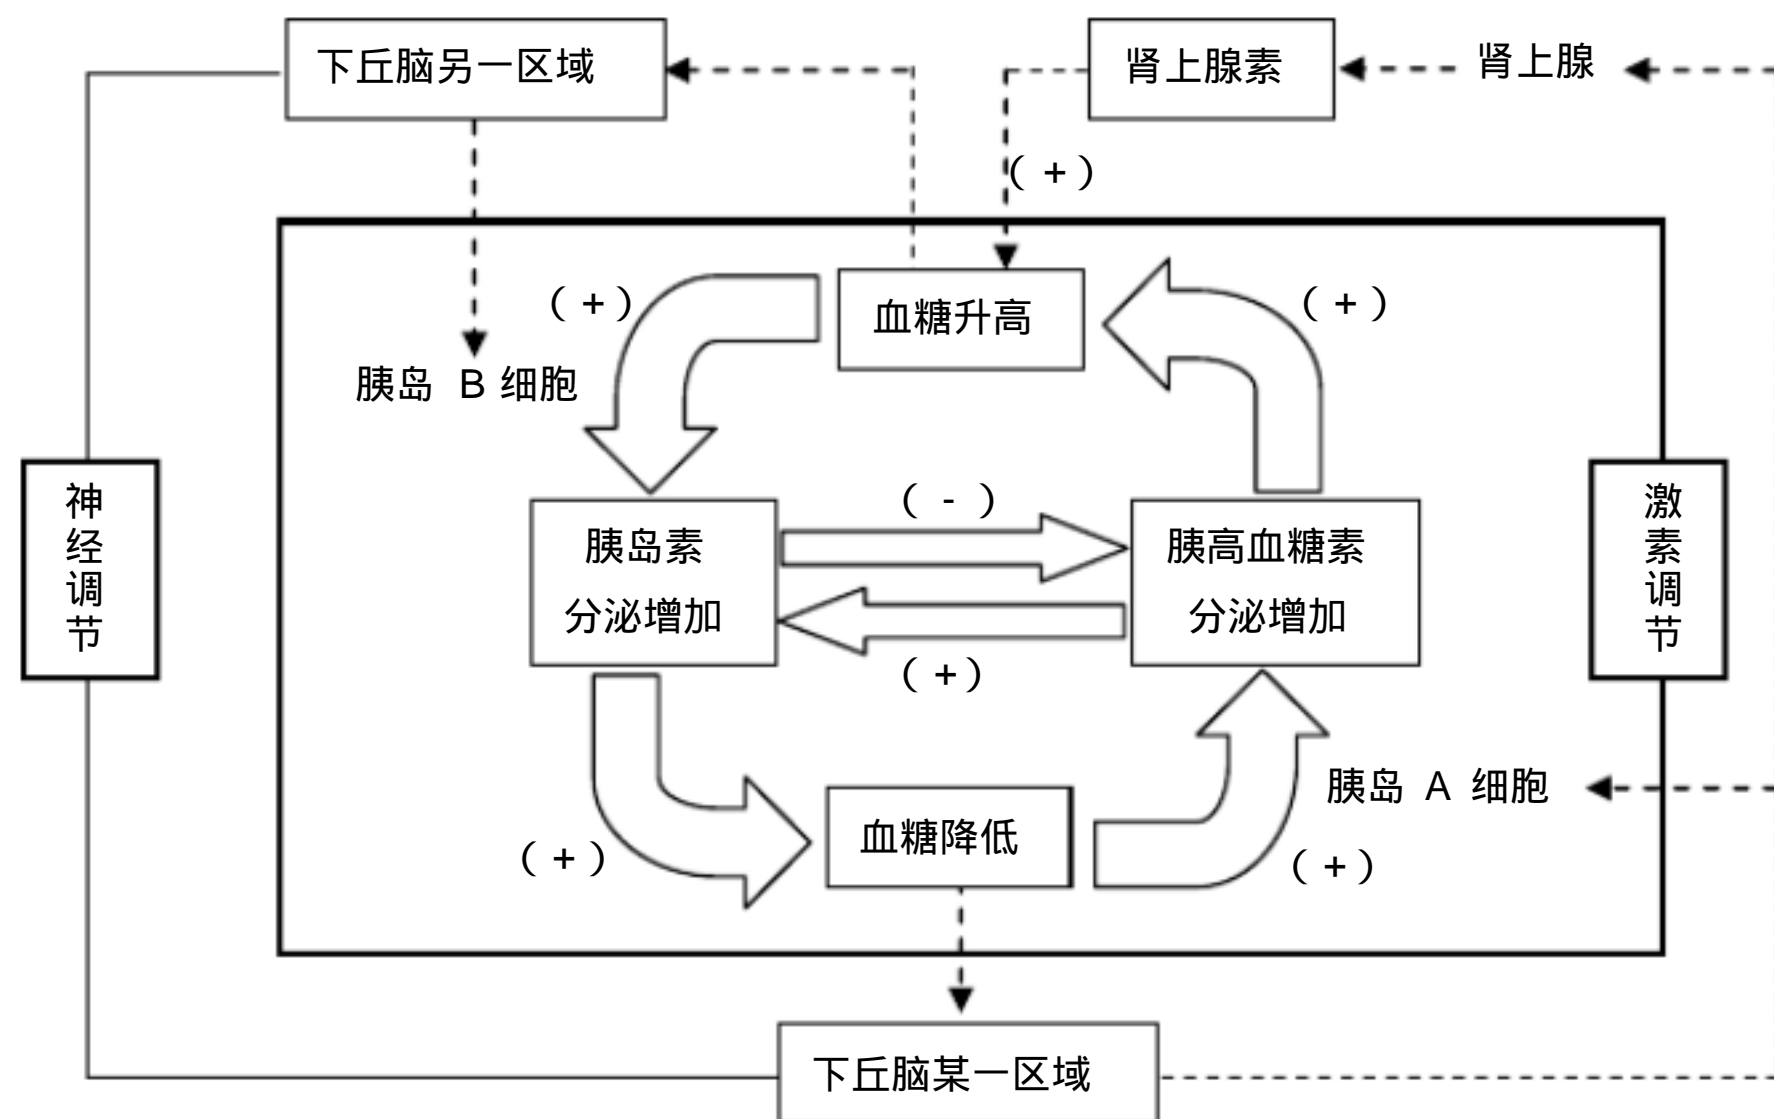 下丘脑另一区域
肾上腺素
肾上腺
(+)
(+)
血糖升高
(+)
胰岛 B 细胞
神经调节
胰岛素
分泌增加
(-)
(+)
胰高血糖素
分泌增加
激素调节
胰岛 A 细胞
(+)
血糖降低
(+)
下丘脑某一区域